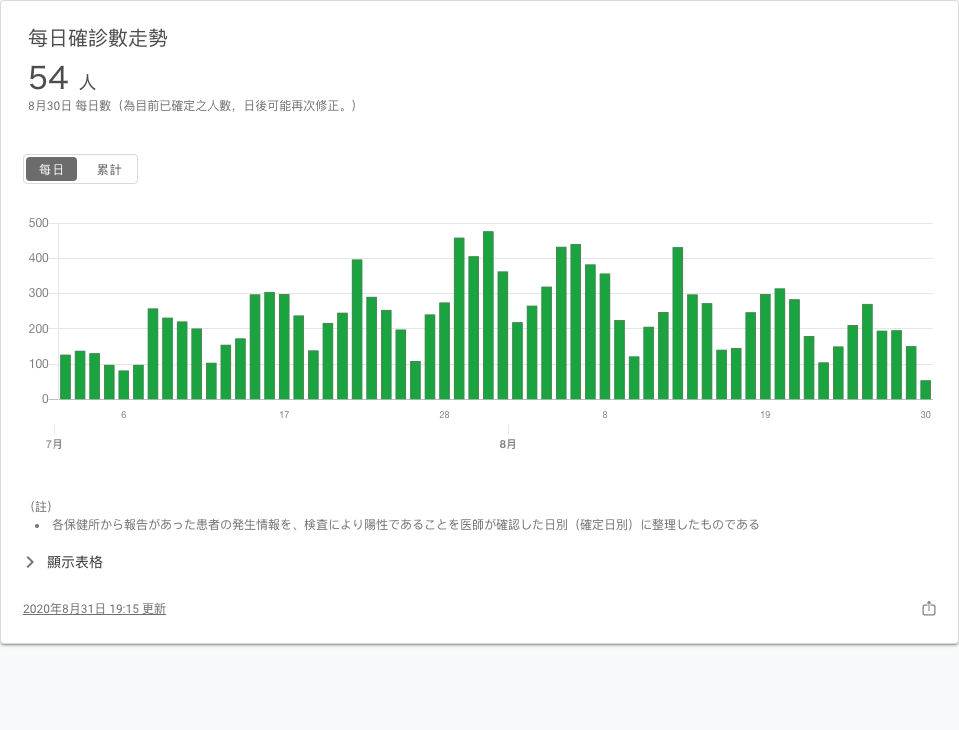 每日確診數走勢
54 人
8月30日 每日數（為目前已確定之人數，日後可能再次修正。）
每日 累計
500
400
300
200
100
0
6 17 28 8 19 30
7月 8月
（註）
• 各保健所から報告があった患者の発生情報を、検査により陽性であることを医師が確認した日別（確定日別）に整理したものである
顯示表格
2020年8月31日 19:15 更新